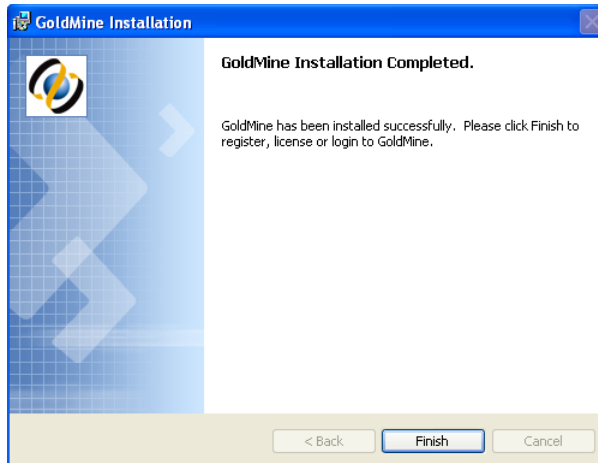 GoldMine Installation
GoldMine Installation Completed.
GoldMine has been installed successfully. Please click Finish to
register, license or login to GoldMine.
< Back
Finish
Cancel